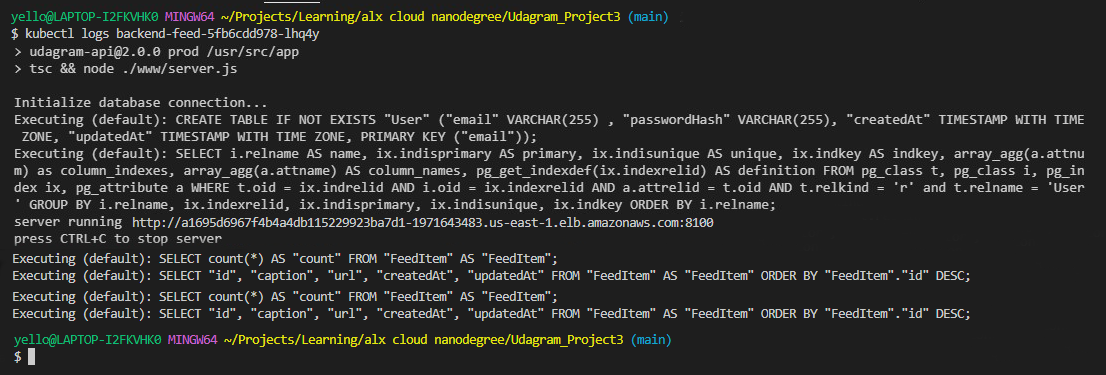 yello@LAPTOP-I2FKVHK0 MINGW64 ~/Projects/Learning/alx cloud nanodegree/Udagram_Project3 (main)
$ kubectl logs backend-feed-5fb6cdd978-lhq4y
> udagram-api@2.0.0 prod /usr/src/app
> tsc && node ./www/server.js
Initialize database connection...
Executing (default): CREATE TABLE IF NOT EXISTS "User" ("email" VARCHAR(255) , "passwordHash" VARCHAR(255), "createdAt" TIMESTAMP WITH TIME
ZONE, "updatedAt" TIMESTAMP WITH TIME ZONE, PRIMARY KEY ("email"));
Executing (default): SELECT i.relname AS name, ix.indisprimary AS primary, ix.indisunique AS unique, ix.indkey AS indkey, array_agg(a.attnu
m) as column_indexes, array_agg(a.attname) AS column_names, pg_get_indexdef(ix.indexrelid) AS definition FROM pg_class t, pg_class i, pg_in
dex ix, pg_attribute a WHERE t.oid = ix.indrelid AND i.oid = ix.indexrelid AND a.attrelid = t.oid AND t.relkind = 'r' and t.relname = 'User
' GROUP BY i.relname, ix.indexrelid, ix.indisprimary, ix.indisunique, ix.indkey ORDER BY i.relname;
server running http://a1695d6967f4b4a4db115229923ba7d1-1971643483.us-east-1.elb.amazonaws.com:8100
press CTRL+C to stop server
Executing (default): SELECT count(*) AS "count" FROM "FeedItem" AS "FeedItem";
Executing (default): SELECT "id", "caption", "url", "createdAt", "updatedAt" FROM "FeedItem" AS "FeedItem" ORDER BY "FeedItem"."id" DESC;
Executing (default): SELECT count(*) AS "count" FROM "FeedItem" AS "FeedItem";
Executing (default): SELECT "id", "caption", "url", "createdAt", "updatedAt" FROM "FeedItem" AS "FeedItem" ORDER BY "FeedItem"."id" DESC;
yello@LAPTOP-I2FKVHK0 MINGW64 ~/Projects/Learning/alx cloud nanodegree/Udagram_Project3 (main)
$